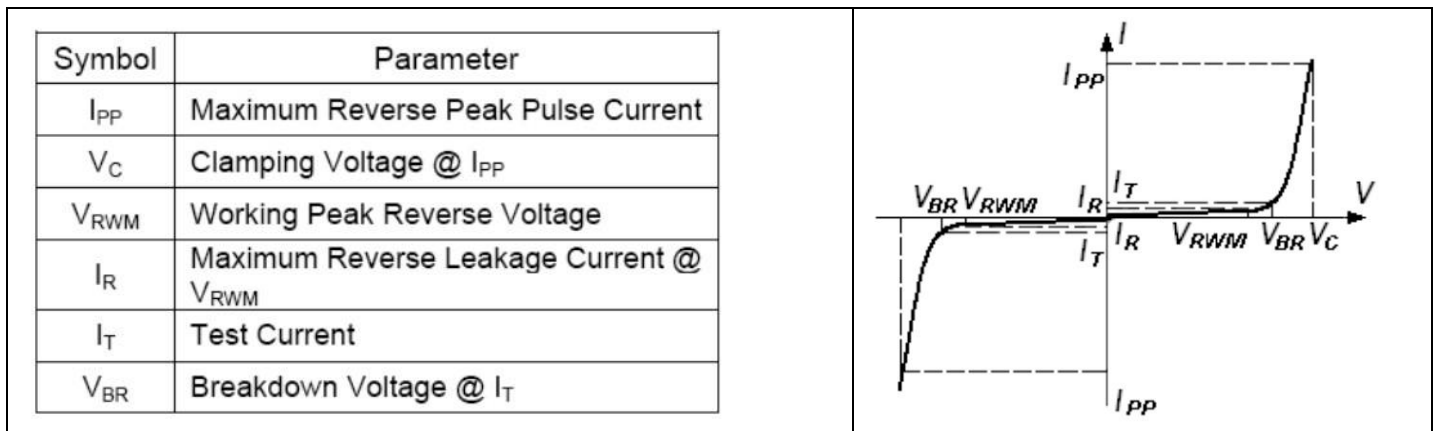 Symbol Parameter
IPP Maximum Reverse Peak Pulse Current
VC Clamping Voltage @ IPP
VRWM Working Peak Reverse Voltage
IR Maximum Reverse Leakage Current @
VRWM
IT Test Current
VBR Breakdown Voltage @ IT
I
IPP
VBR VRWM IR IT V
IT IR VRWM VBR VC
IPP